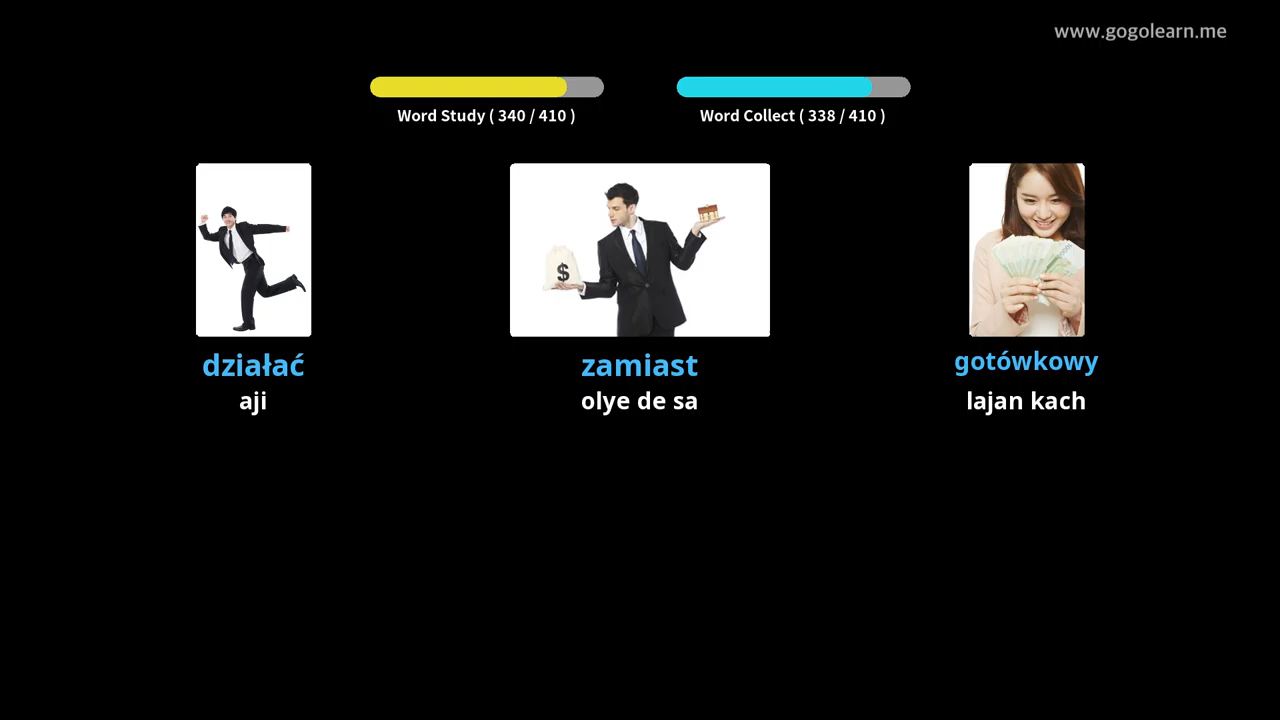 www.gogolearn.me
Word Study ( 340 / 410 )
Word Collect ( 338 / 410 )
$
działać
zamiast
gotówkowy
aji
olye de sa
lajan kach